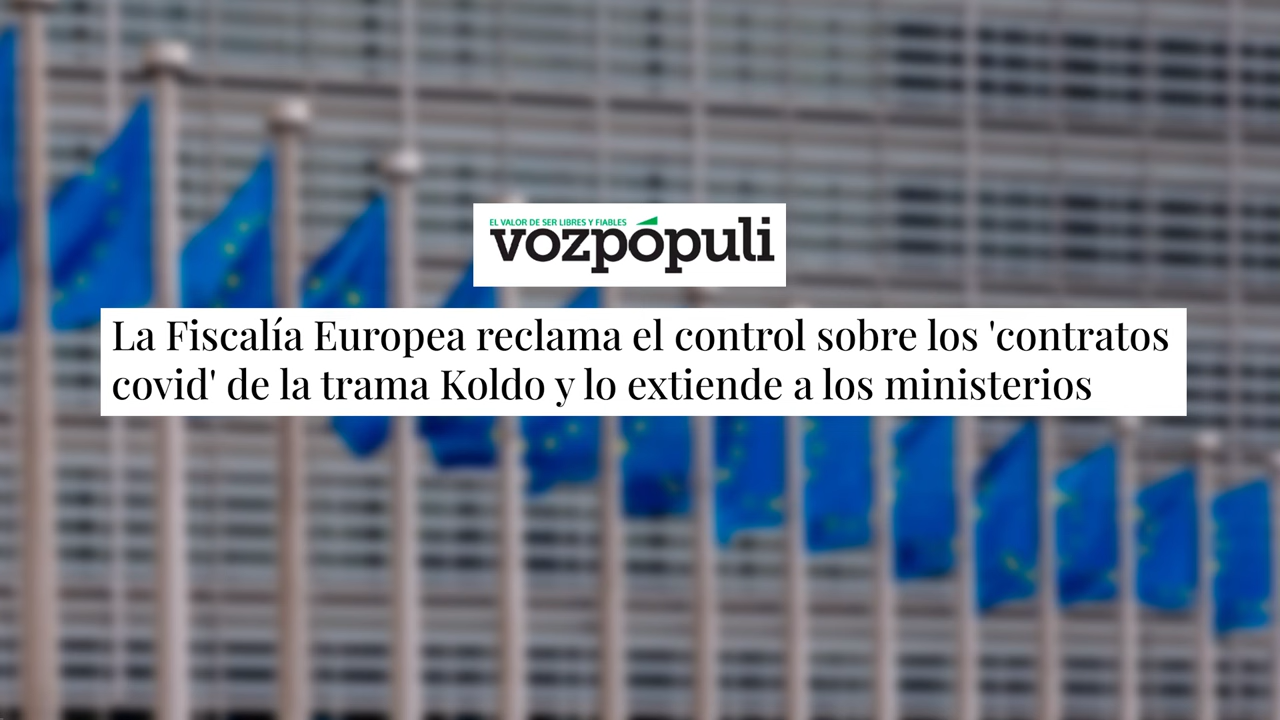 EL VALOR DE SER LIBRES Y FIABLES
vozpópuli
La Fiscalía Europea reclama el control sobre los 'contratos
covid' de la trama Koldo y lo extiende a los ministerios